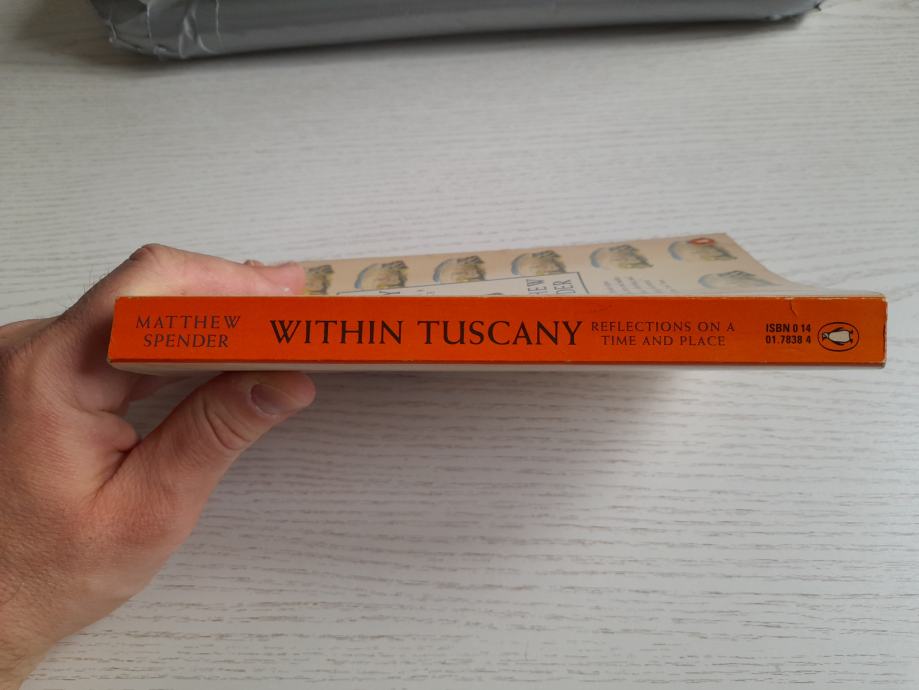 MATTHEW
SPENDER
WITHIN TUSCANY
REFLECTIONS ON A
TIME AND PLACE
ISBN 0 14
01.7838 4